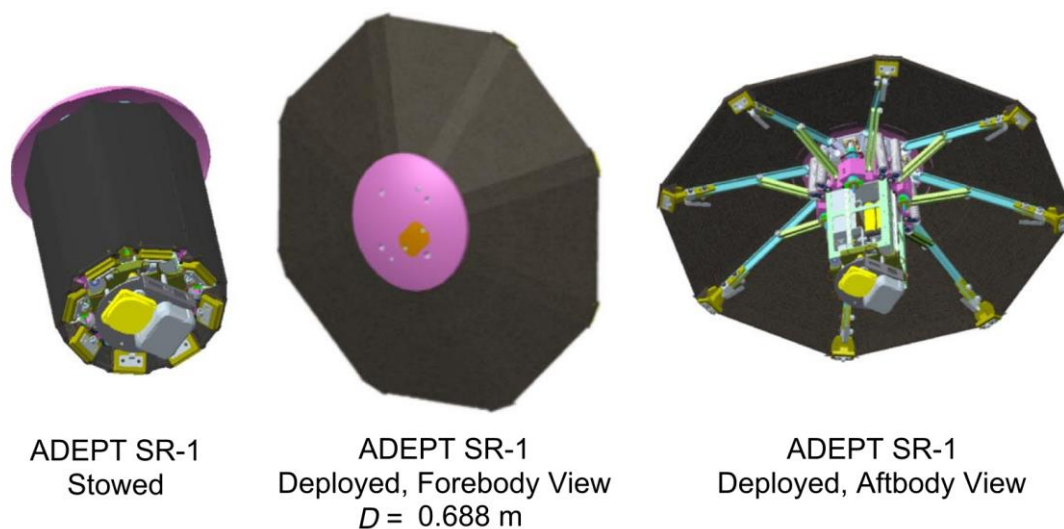 ADEPT SR-1
Stowed
ADEPT SR-1
Deployed, Forebody View
D = 0.688 m
ADEPT SR-1
Deployed, Aftbody View